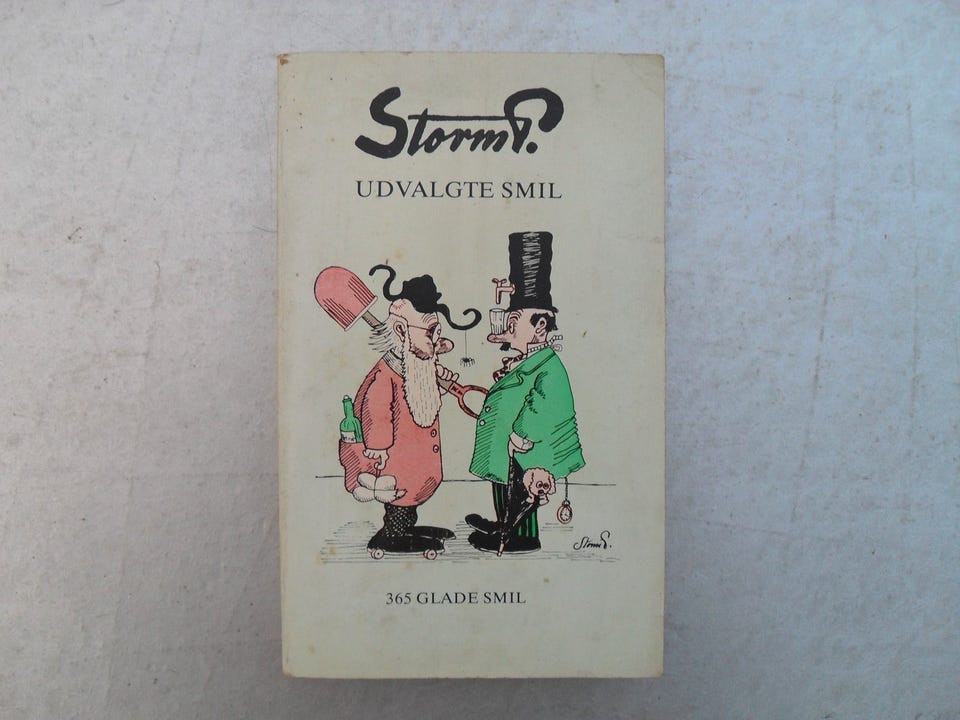 Storm P.
UDVALGTE SMIL
Storm P.
365 GLADE SMIL